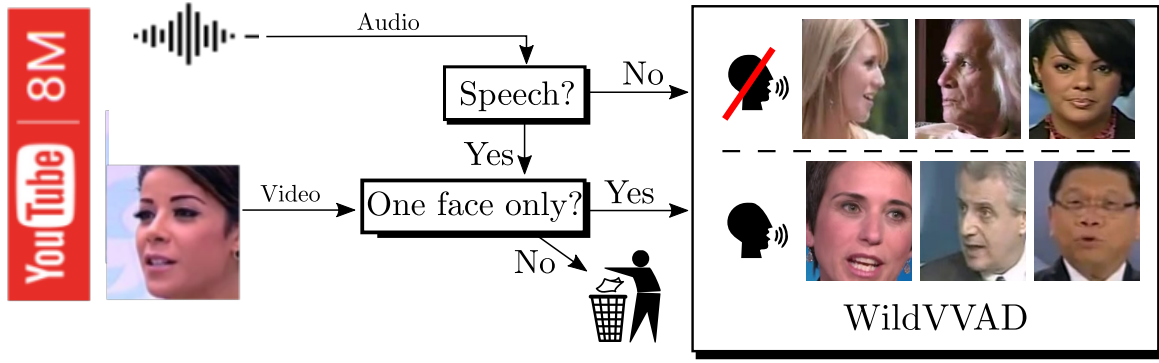 YouTube | 8M
Audio
Speech?
No
Yes
Video
One face only?
Yes
No
WildVVAD